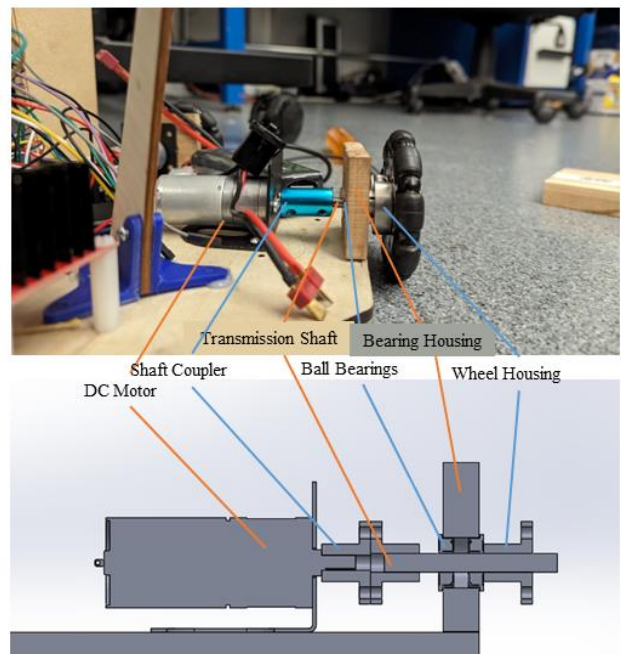 Transmission Shaft
Bearing Housing
Shaft Coupler
Ball Bearings
Wheel Housing
DC Motor